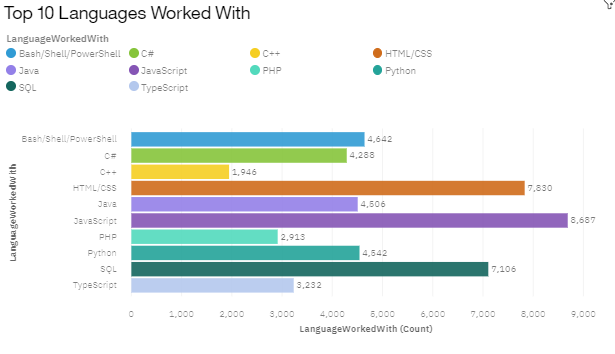 Top 10 Languages Worked With
LanguageWorkedWith
Bash/Shell/PowerShell C# C++ HTML/CSS
Java JavaScript PHP Python
SQL TypeScript
LanguageWorkedWith
Bash/Shell/PowerShell 4,642
C# 4,288
C++ 1,946
HTML/CSS 7,830
Java 4,506
JavaScript 8,687
PHP 2,913
Python 4,542
SQL 7,106
TypeScript 3,232
0 1,000 2,000 3,000 4,000 5,000 6,000 7,000 8,000 9,000
LanguageWorkedWith (Count)